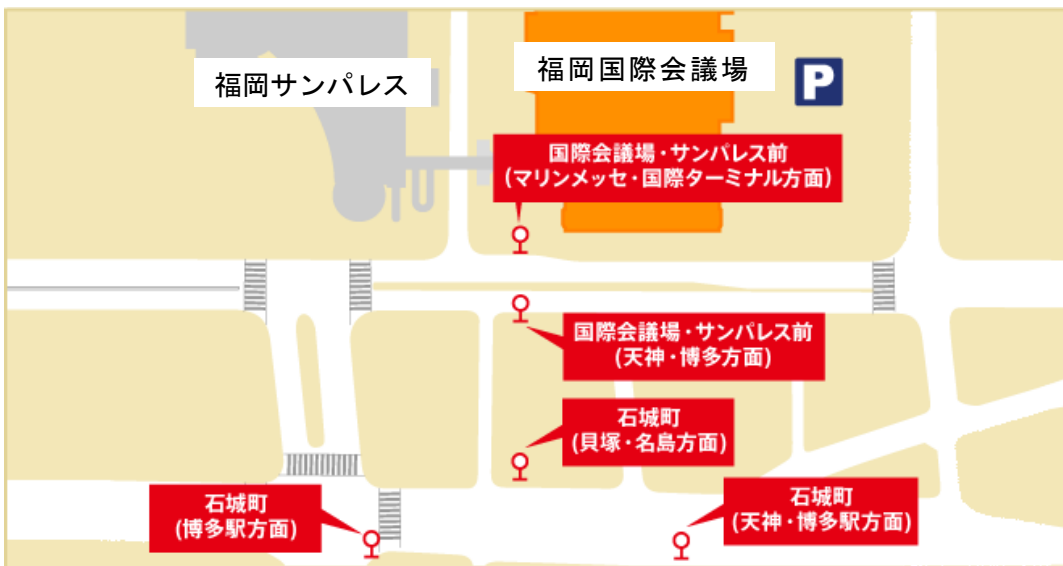 福岡サンパレス
福岡国際会議場
P
国際会議場・サンパレス前
(マリンメッセ・国際ターミナル方面)
国際会議場・サンパレス前
(天神・博多方面)
石城町
(貝塚・名島方面)
石城町
(博多駅方面)
石城町
(天神・博多駅方面)